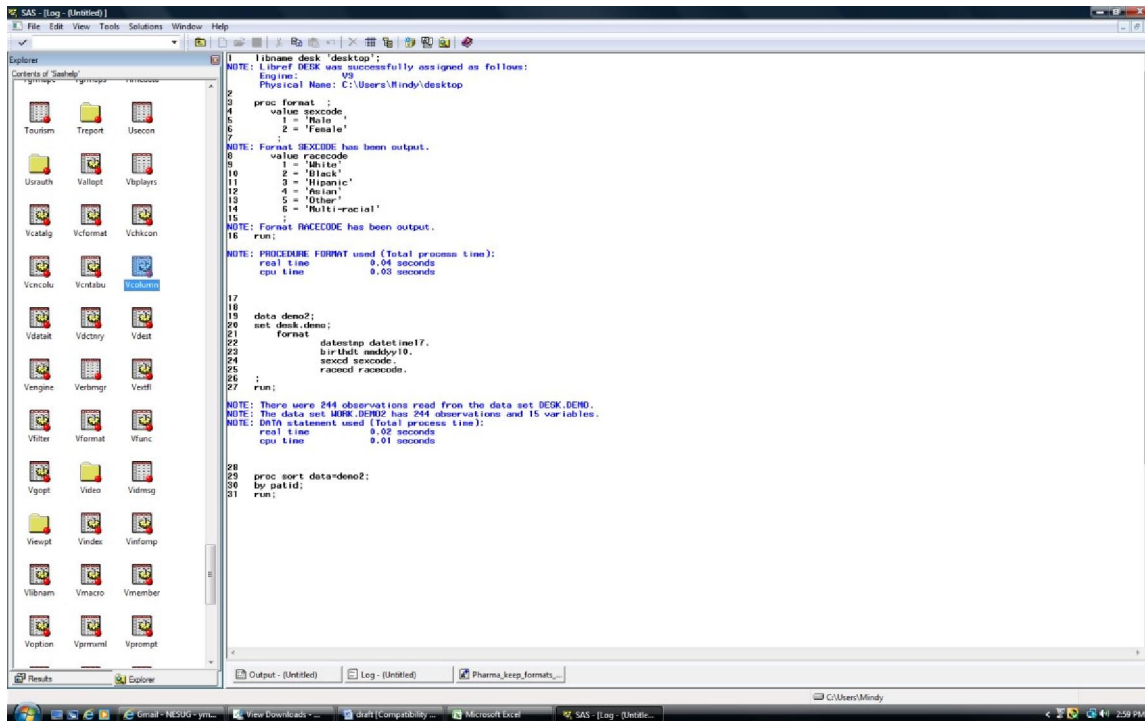 SAS - [Log - (Untitled)]
File Edit View Tools Solutions Window Help
Explorer
Contents of 'Sashelp'
Tourism Treport Usecon
Usrauth Vallopt Vbplayrs
Vcatalg Vcformat Vchkcon
Vcncolu Vcntabu Vcolumn
Vdatait Vdctnry Vdest
Vengine Verbmgr Vextfl
Vfilter Vformat Vfunc
Vgopt Video Vidmsg
Viewpt Vindex Vinfomp
Vlibnam Vmacro Vmember
Voption Vprmxml Vprompt
Results Explorer
1 libname desk 'desktop';
NOTE: Libref DESK was successfully assigned as follows:
Engine: V9
Physical Name: C:\Users\Mindy\desktop
2
3 proc format ;
4 value sexcode
5 1 = 'Male '
6 2 = 'Female'
7 ;
NOTE: Format SEXCODE has been output.
8 value racecode
9 1 = 'White'
10 2 = 'Black'
11 3 = 'Hipanic'
12 4 = 'Asian'
13 5 = 'Other'
14 6 = 'Multi-racial'
15 ;
NOTE: Format RACECODE has been output.
16 run;
NOTE: PROCEDURE FORMAT used (Total process time):
real time 0.04 seconds
cpu time 0.03 seconds
17
18
19 data demo2;
20 set desk.demo;
21 format
22 datestmp datetime17.
23 birthdt mmddyy10.
24 sexcd sexcode.
25 racecd racecode.
26 ;
27 run;
NOTE: There were 244 observations read from the data set DESK.DEMO.
NOTE: The data set WORK.DEMO2 has 244 observations and 15 variables.
NOTE: DATA statement used (Total process time):
real time 0.02 seconds
cpu time 0.01 seconds
28
29 proc sort data=demo2;
30 by patid;
31 run;
Output - (Untitled) Log - (Untitled) Pharma_keep_formats_...
C:\Users\Mindy
Gmail - NESUG - ym... View Downloads - ... draft [Compatibility ... Microsoft Excel SAS - [Log - (Untitle... 2:59 PM